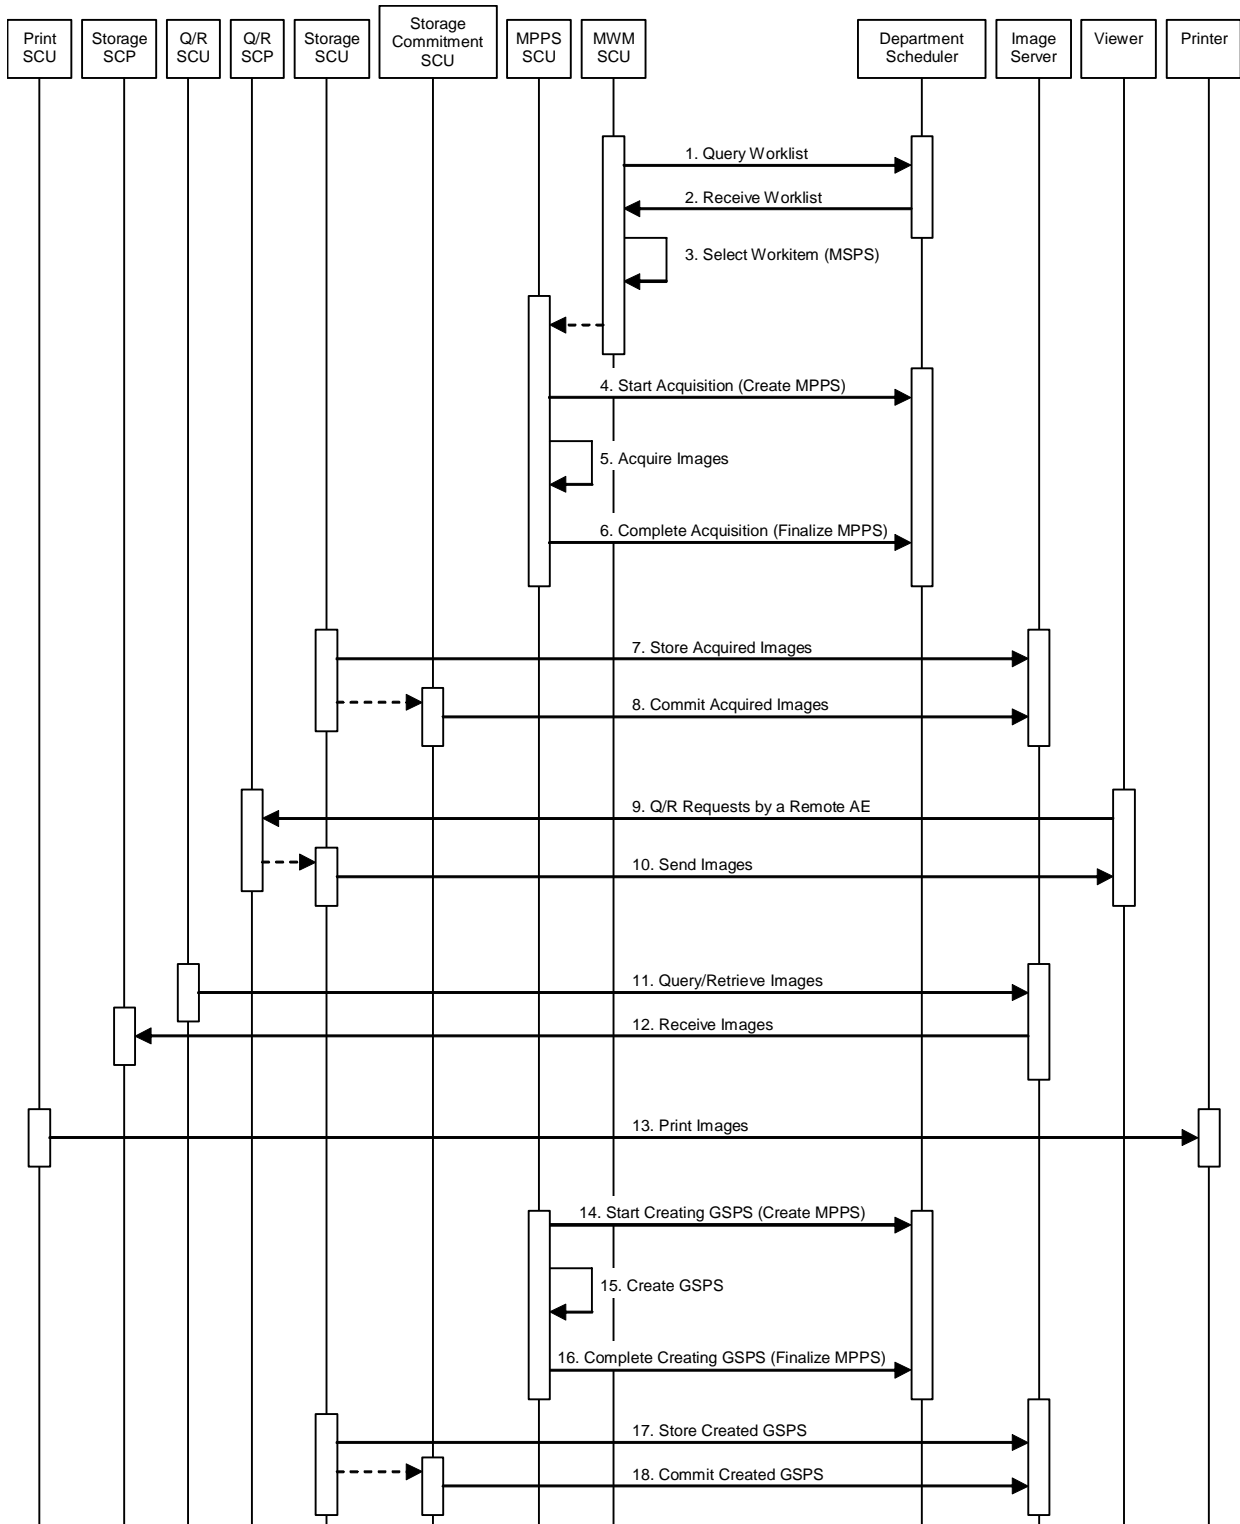 Print
SCU
Storage
SCP
Q/R
SCU
Q/R
SCP
Storage
SCU
Storage
Commitment
SCU
MPPS
SCU
MWM
SCU
Department
Scheduler
Image
Server
Viewer
Printer
1. Query Worklist
2. Receive Worklist
3. Select Workitem (MSPS)
4. Start Acquisition (Create MPPS)
5. Acquire Images
6. Complete Acquisition (Finalize MPPS)
7. Store Acquired Images
8. Commit Acquired Images
9. Q/R Requests by a Remote AE
10. Send Images
11. Query/Retrieve Images
12. Receive Images
13. Print Images
14. Start Creating GSPS (Create MPPS)
15. Create GSPS
16. Complete Creating GSPS (Finalize MPPS)
17. Store Created GSPS
18. Commit Created GSPS